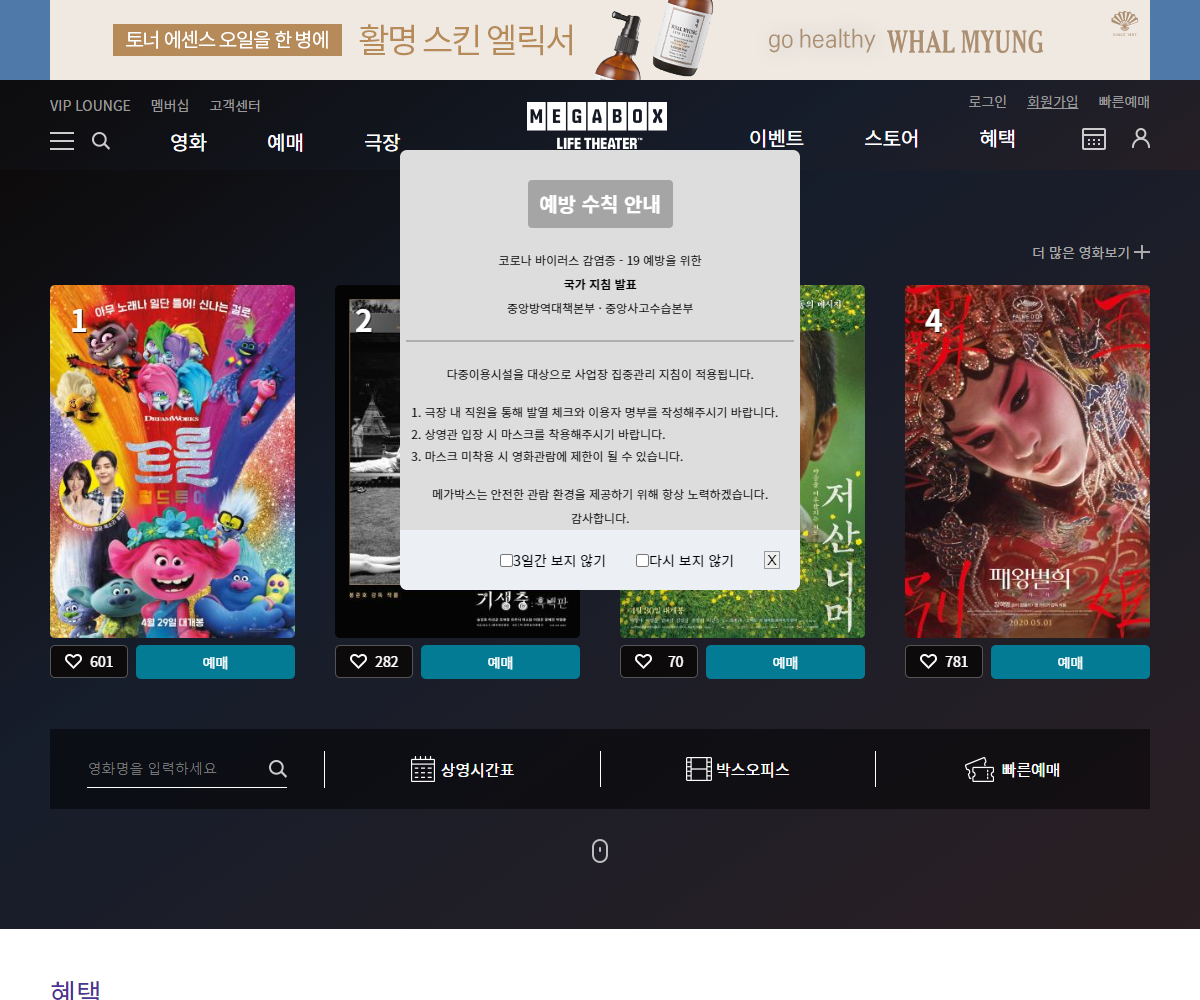 토너 에센스 오일을 한 병에 활명 스킨 엘릭서 go healthy WHAL MYUNG
VIP LOUNGE 멤버십 고객센터
로그인 회원가입 빠른예매
MEGABOX
LIFE THEATER™
영화 예매 극장
이벤트 스토어 혜택
예방 수칙 안내
코로나 바이러스 감염증 - 19 예방을 위한
국가 지침 발표
중앙방역대책본부 · 중앙사고수습본부
다중이용시설을 대상으로 사업장 집중관리 지침이 적용됩니다.
1. 극장 내 직원을 통해 발열 체크와 이용자 명부를 작성해주시기 바랍니다.
2. 상영관 입장 시 마스크를 착용해주시기 바랍니다.
3. 마스크 미착용 시 영화관람에 제한이 될 수 있습니다.
메가박스는 안전한 관람 환경을 제공하기 위해 항상 노력하겠습니다.
감사합니다.
3일간 보지 않기 다시 보지 않기 X
더 많은 영화보기
1
아무 노래나 일단 틀어! 신나는 걸로
DREAMWORKS
트롤
월드투어
4월 29일 대개봉
2
봉준호 감독 작품
기생충 : 흑백판
저 산 너머
4월 30일 대개봉
4
패왕별희
2020.05.01
601 예매
282 예매
70 예매
781 예매
영화명을 입력하세요
상영시간표
박스오피스
빠른예매
혜택